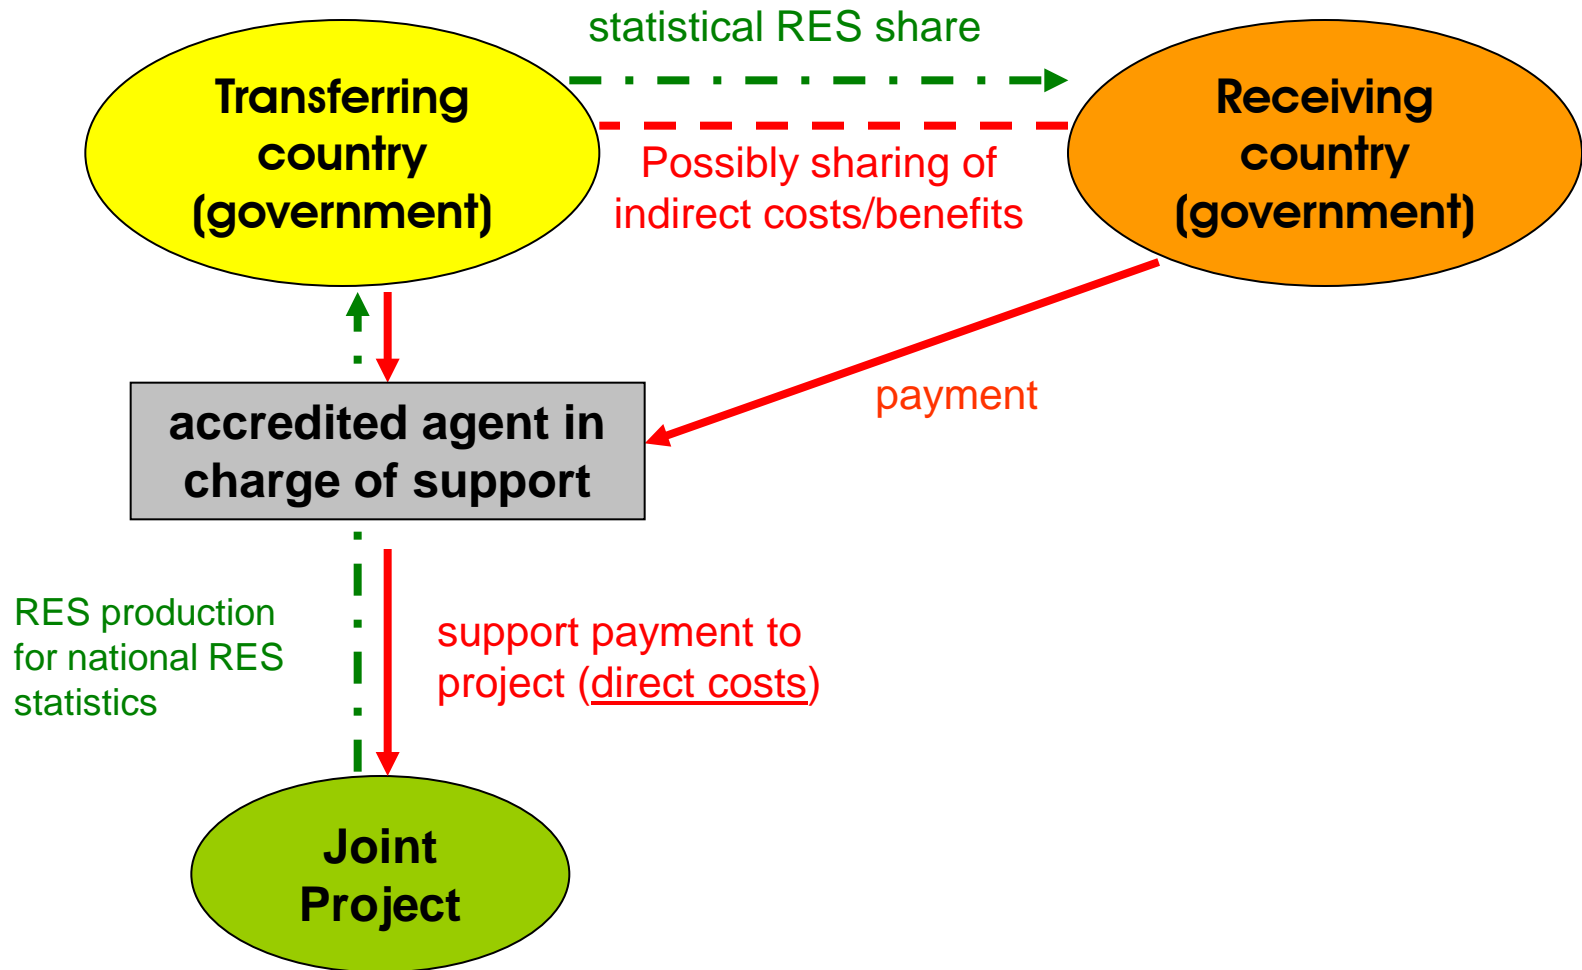 statistical RES share
Transferring
country
(government)
Receiving
country
(government)
Possibly sharing of
indirect costs/benefits
payment
accredited agent in
charge of support
RES production
for national RES
statistics
support payment to
project (direct costs)
Joint
Project